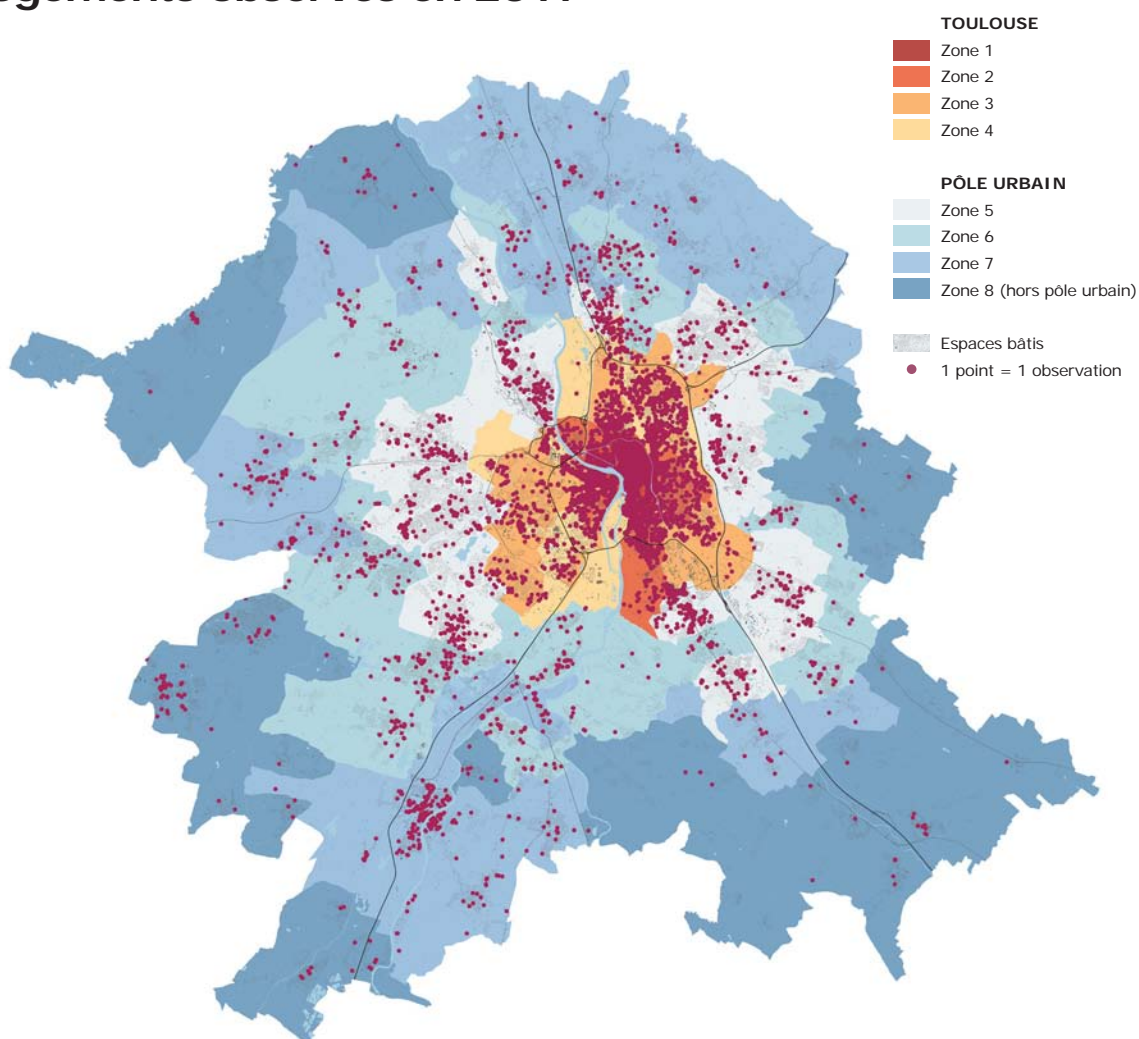 TOULOUSE
Zone 1
Zone 2
Zone 3
Zone 4
PÔLE URBAIN
Zone 5
Zone 6
Zone 7
Zone 8 (hors pôle urbain)
Espaces bâtis
1 point = 1 observation